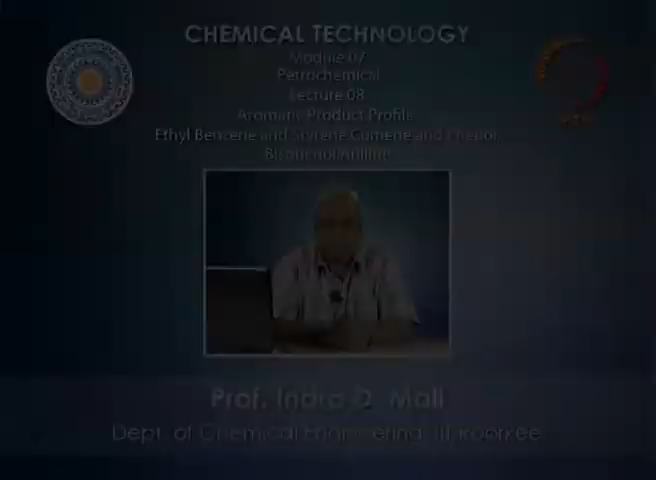 CHEMICAL TECHNOLOGY
Module 07
Petrochemical
Lecture 08
Aromatic Product Profile
Ethyl Benzene and Styrene Cumene and Phenol,
Bisphenol Aniline
Prof. Indra D. Mall
Dept. of Chemical Engineering, IIT Roorkee